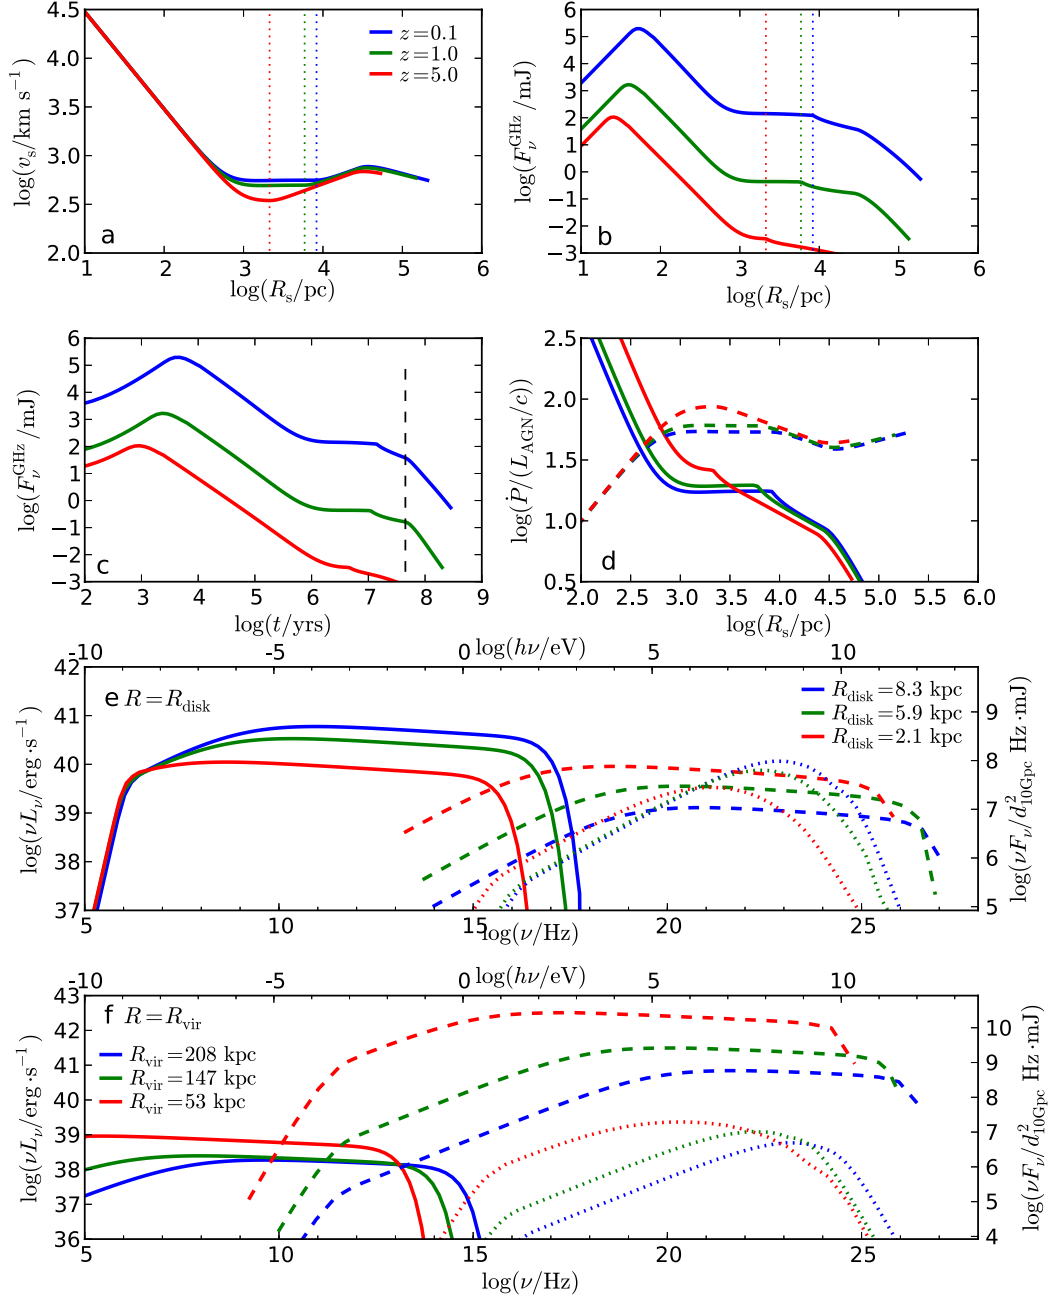 4.5
4.0
3.5
3.0
2.5
2.0
log(v_s/km s⁻¹)
z=0.1
z=1.0
z=5.0
a
1 2 3 4 5 6
log(R_s/pc)
6
5
4
3
2
1
0
−1
−2
−3
log(F_ν^GHz/mJ)
b
1 2 3 4 5 6
log(R_s/pc)
6
5
4
3
2
1
0
−1
−2
−3
log(F_ν^GHz/mJ)
c
2 3 4 5 6 7 8 9
log(t/yrs)
2.5
2.0
1.5
1.0
0.5
log(Ṗ/(L_AGN/c))
d
2.0 2.5 3.0 3.5 4.0 4.5 5.0 5.5 6.0
log(R_s/pc)
−10 −5 0 5 10
log(hν/eV)
42
41
40
39
38
37
log(νL_ν/erg·s⁻¹)
e R=R_disk
R_disk=8.3 kpc
R_disk=5.9 kpc
R_disk=2.1 kpc
9
8
7
6
5
log(νF_ν/d²_10Gpc Hz·mJ)
5 10 15 20 25
log(ν/Hz)
−10 −5 0 5 10
log(hν/eV)
43
42
41
40
39
38
37
36
log(νL_ν/erg·s⁻¹)
f R=R_vir
R_vir=208 kpc
R_vir=147 kpc
R_vir=53 kpc
10
9
8
7
6
5
4
log(νF_ν/d²_10Gpc Hz·mJ)
5 10 15 20 25
log(ν/Hz)